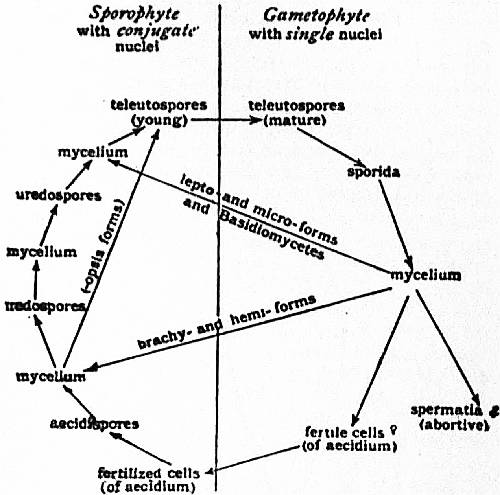 Sporophyte
with conjugate
nuclei
Gametophyte
with single nuclei
teleutospores
(young)
teleutospores
(mature)
mycelium
sporida
uredospores
(-opsis forms)
lepto- and micro-forms
and Basidiomycetes
mycelium
mycelium
uredospores
brachy- and hemi-forms
mycelium
aecidiospores
fertile cells ♀
(of aecidium)
spermatia ♂
(abortive)
fertilized cells
(of aecidium)